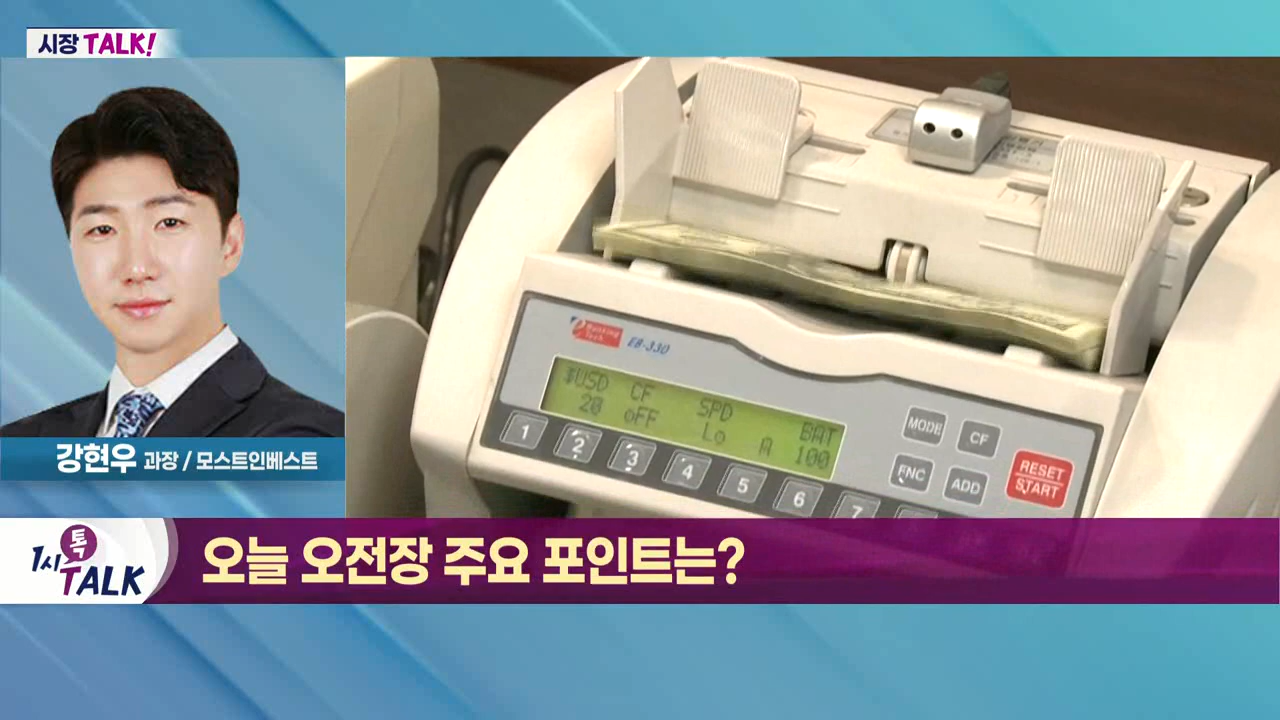 시장 TALK!
강현우 과장 / 모스트인베스트
Banking
Tech
EB-330
$USD CF SPD BAT
20 oFF Lo A 100
MODE CF
FNC ADD
RESET
START
1 2 3 4 5 6 7
1시 톡
TALK
오늘 오전장 주요 포인트는?